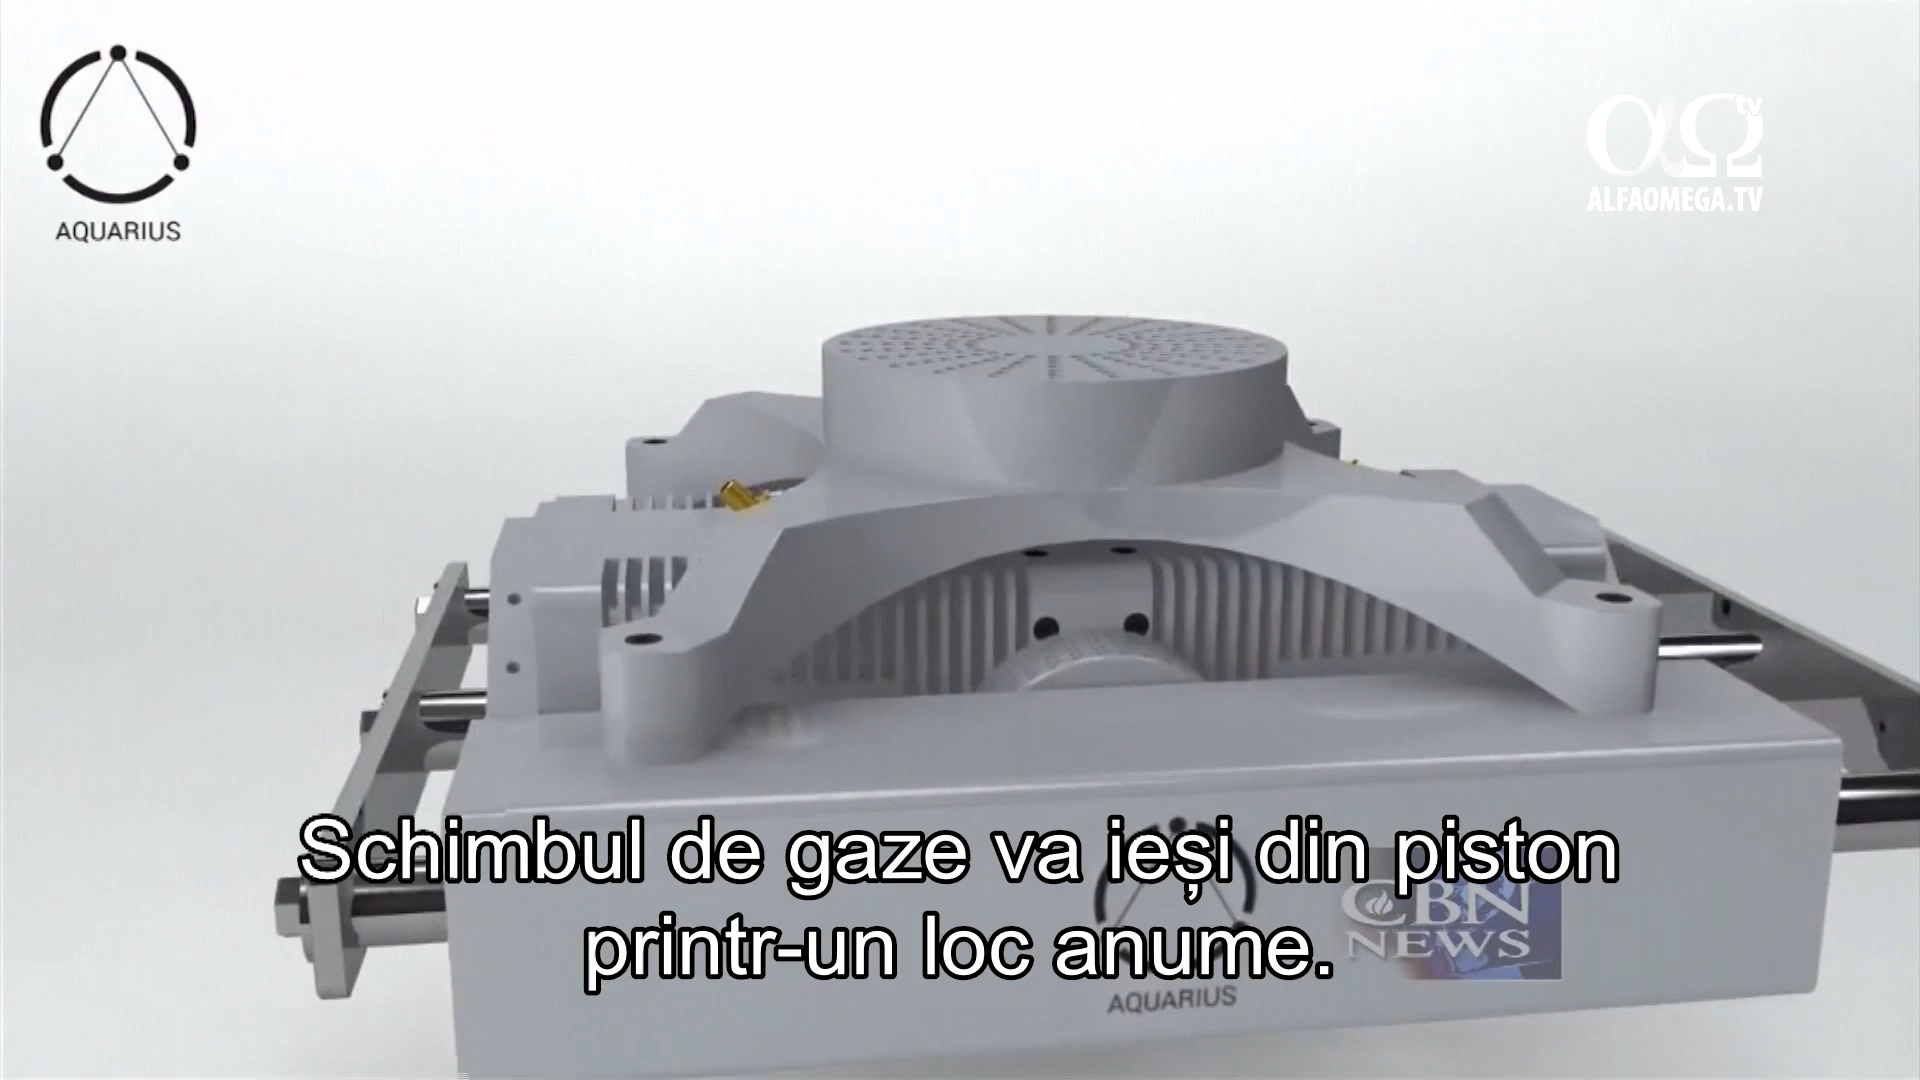 AQUARIUS
αΩ tv
ALFAOMEGA.TV
Schimbul de gaze va ieși din piston
printr-un loc anume.
CBN
NEWS
AQUARIUS